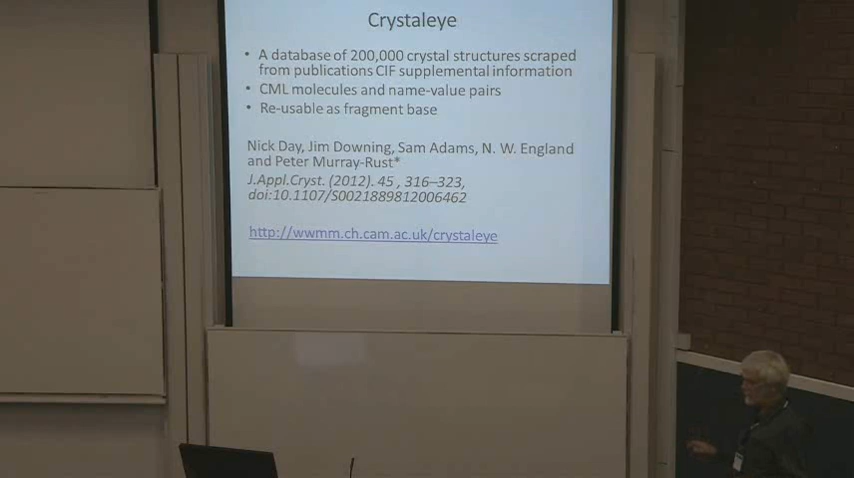 Crystaleye
• A database of 200,000 crystal structures scraped
from publications CIF supplemental information
• CML molecules and name-value pairs
• Re-usable as fragment base
Nick Day, Jim Downing, Sam Adams, N. W. England
and Peter Murray-Rust*
J.Appl.Cryst. (2012). 45 , 316–323,
doi:10.1107/S0021889812006462
http://wwmm.ch.cam.ac.uk/crystaleye